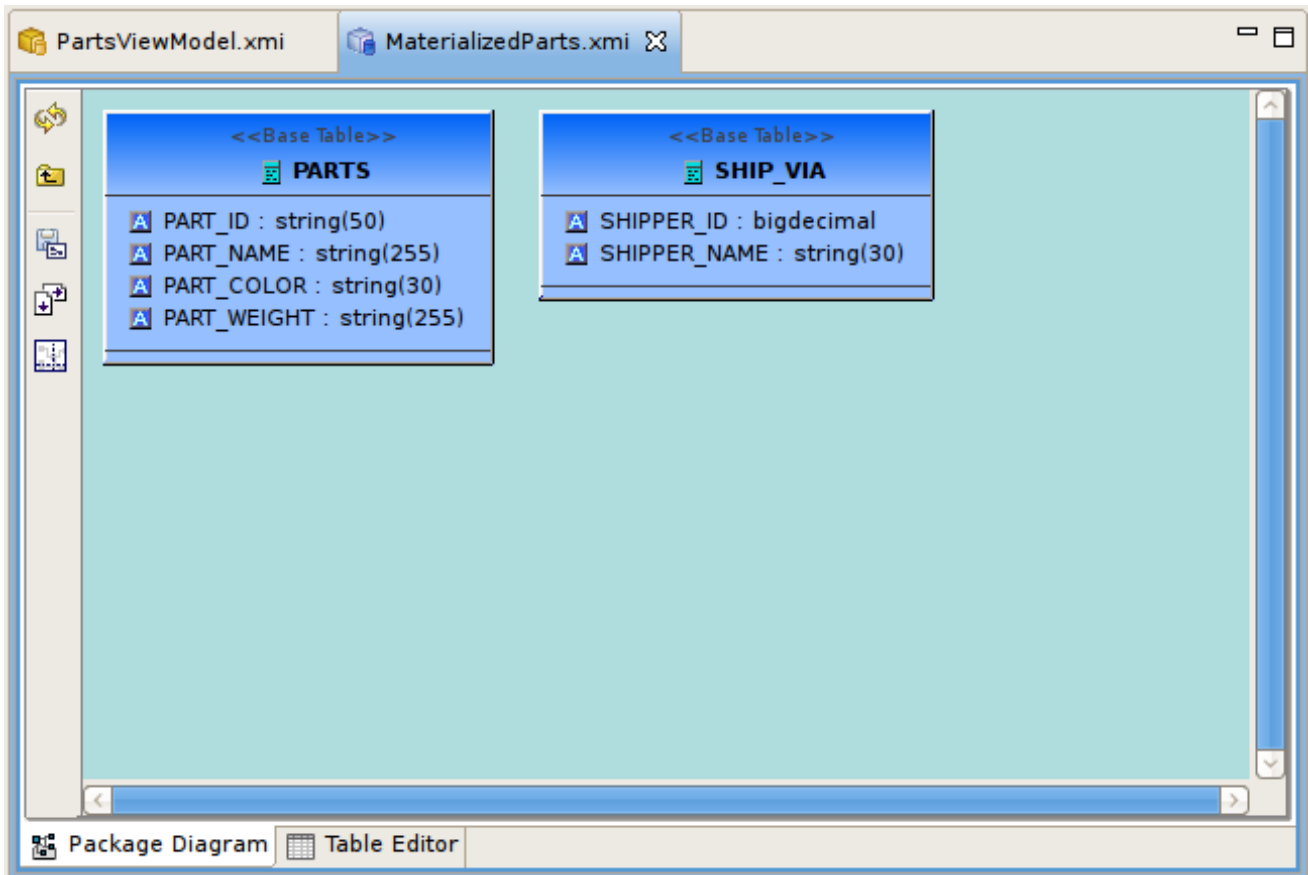 PartsViewModel.xmi MaterializedParts.xmi
<<Base Table>>
PARTS
PART_ID : string(50)
PART_NAME : string(255)
PART_COLOR : string(30)
PART_WEIGHT : string(255)
<<Base Table>>
SHIP_VIA
SHIPPER_ID : bigdecimal
SHIPPER_NAME : string(30)
Package Diagram Table Editor